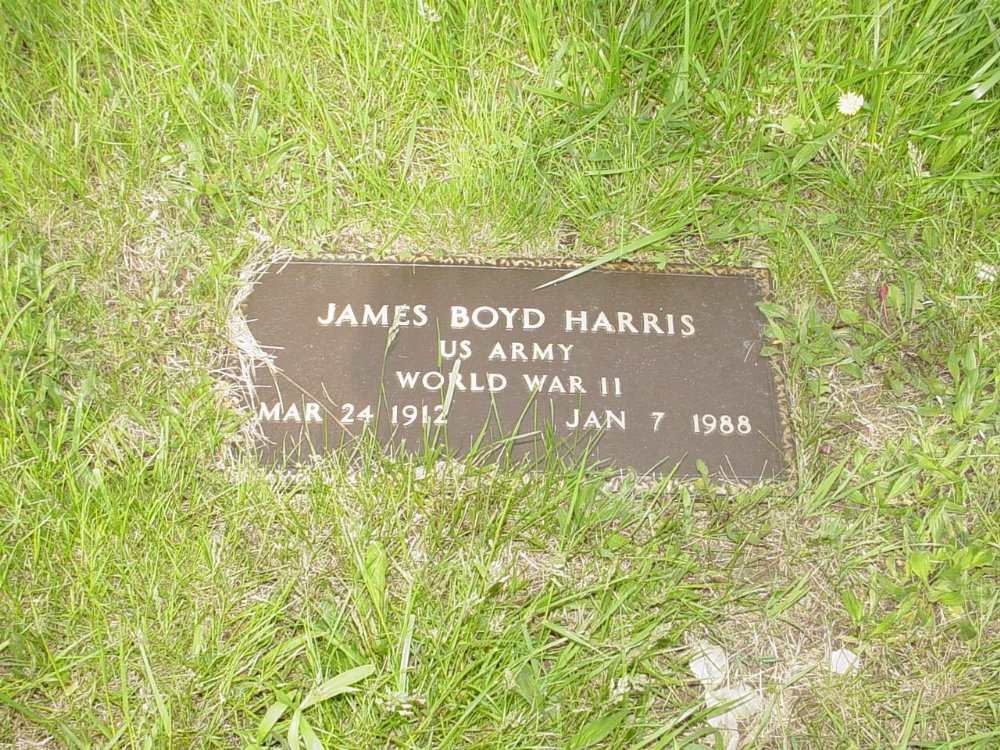 JAMES BOYD HARRIS
US ARMY
WORLD WAR II
MAR 24 1912 JAN 7 1988